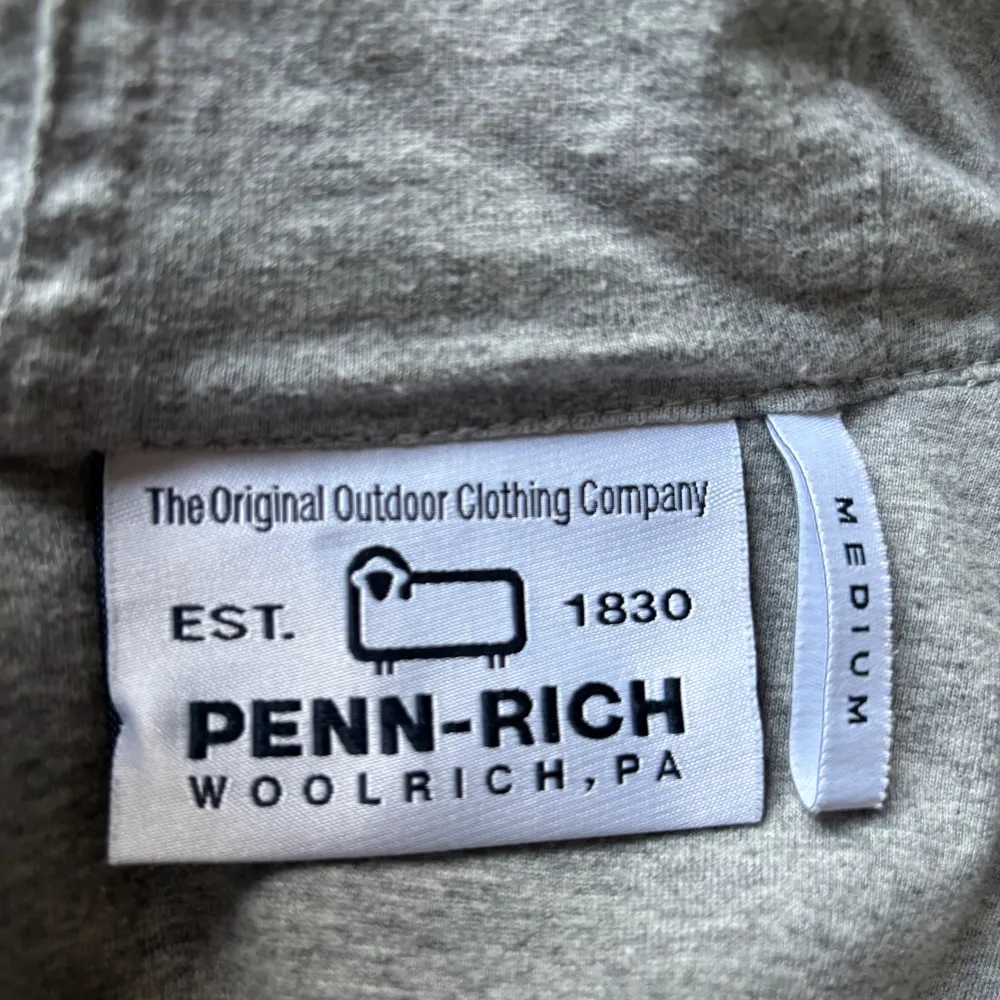 The Original Outdoor Clothing Company
EST. 1830
PENN-RICH
WOOLRICH, PA
MEDIUM